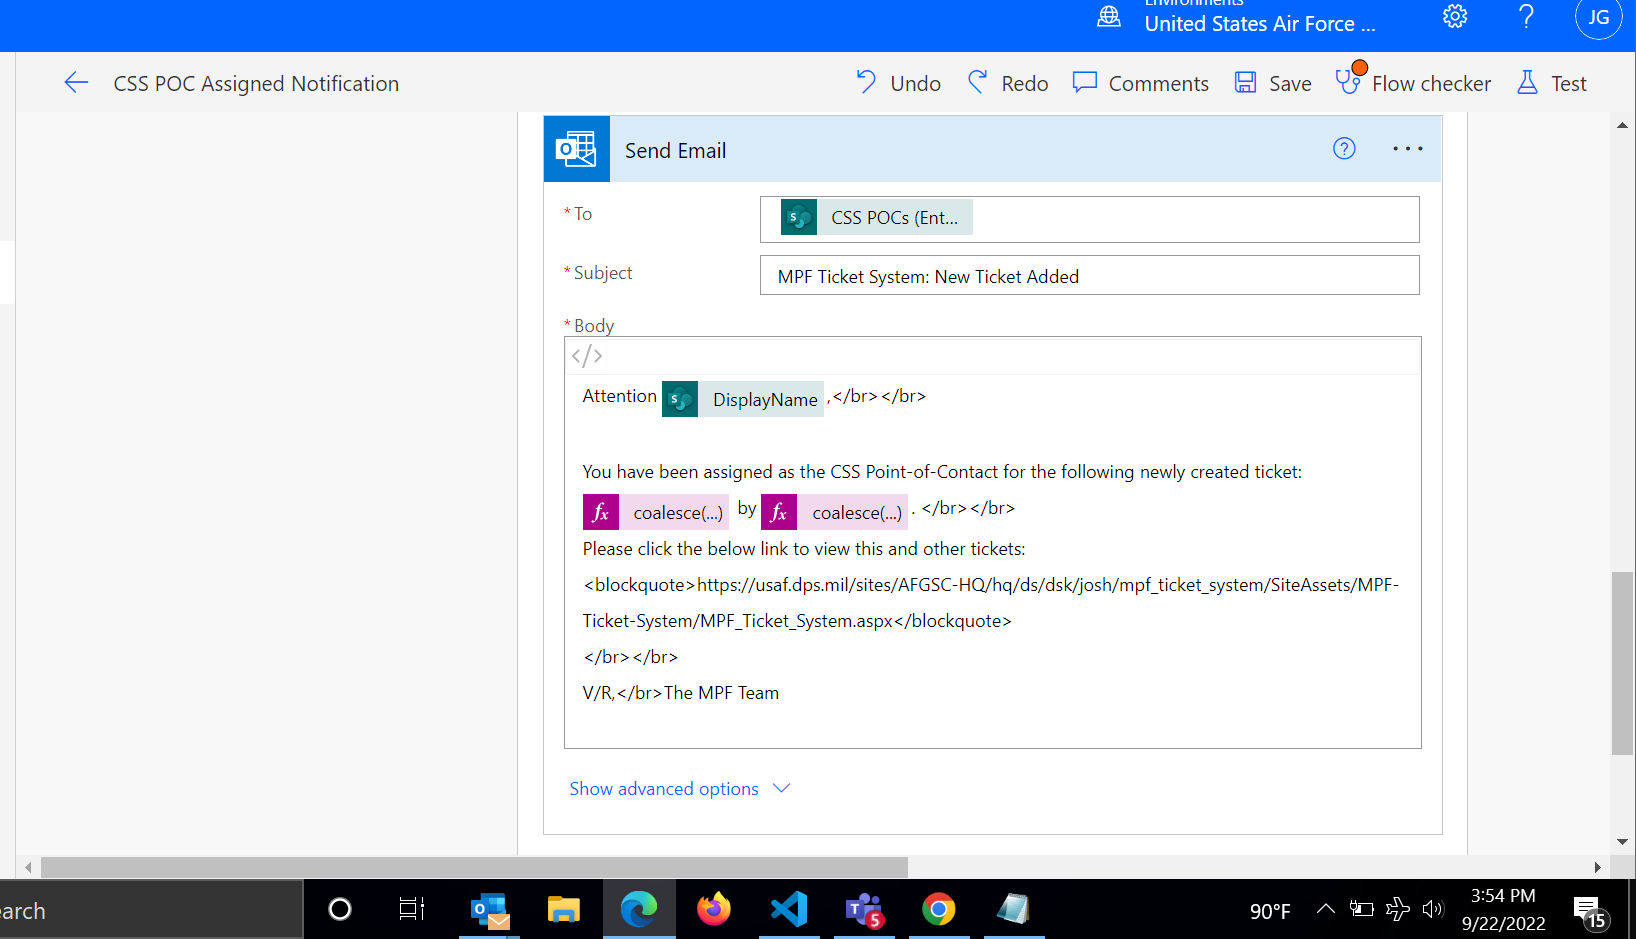 Environments
United States Air Force ...
JG
CSS POC Assigned Notification
Undo
Redo
Comments
Save
Flow checker
Test
Send Email
* To
CSS POCs (Ent...
* Subject
MPF Ticket System: New Ticket Added
* Body
</>
Attention DisplayName ,</br></br>
You have been assigned as the CSS Point-of-Contact for the following newly created ticket:
fx coalesce(...) by fx coalesce(...) . </br></br>
Please click the below link to view this and other tickets:
<blockquote>https://usaf.dps.mil/sites/AFGSC-HQ/hq/ds/dsk/josh/mpf_ticket_system/SiteAssets/MPF-
Ticket-System/MPF_Ticket_System.aspx</blockquote>
</br></br>
V/R,</br>The MPF Team
Show advanced options
earch
5
90°F
3:54 PM
9/22/2022
15